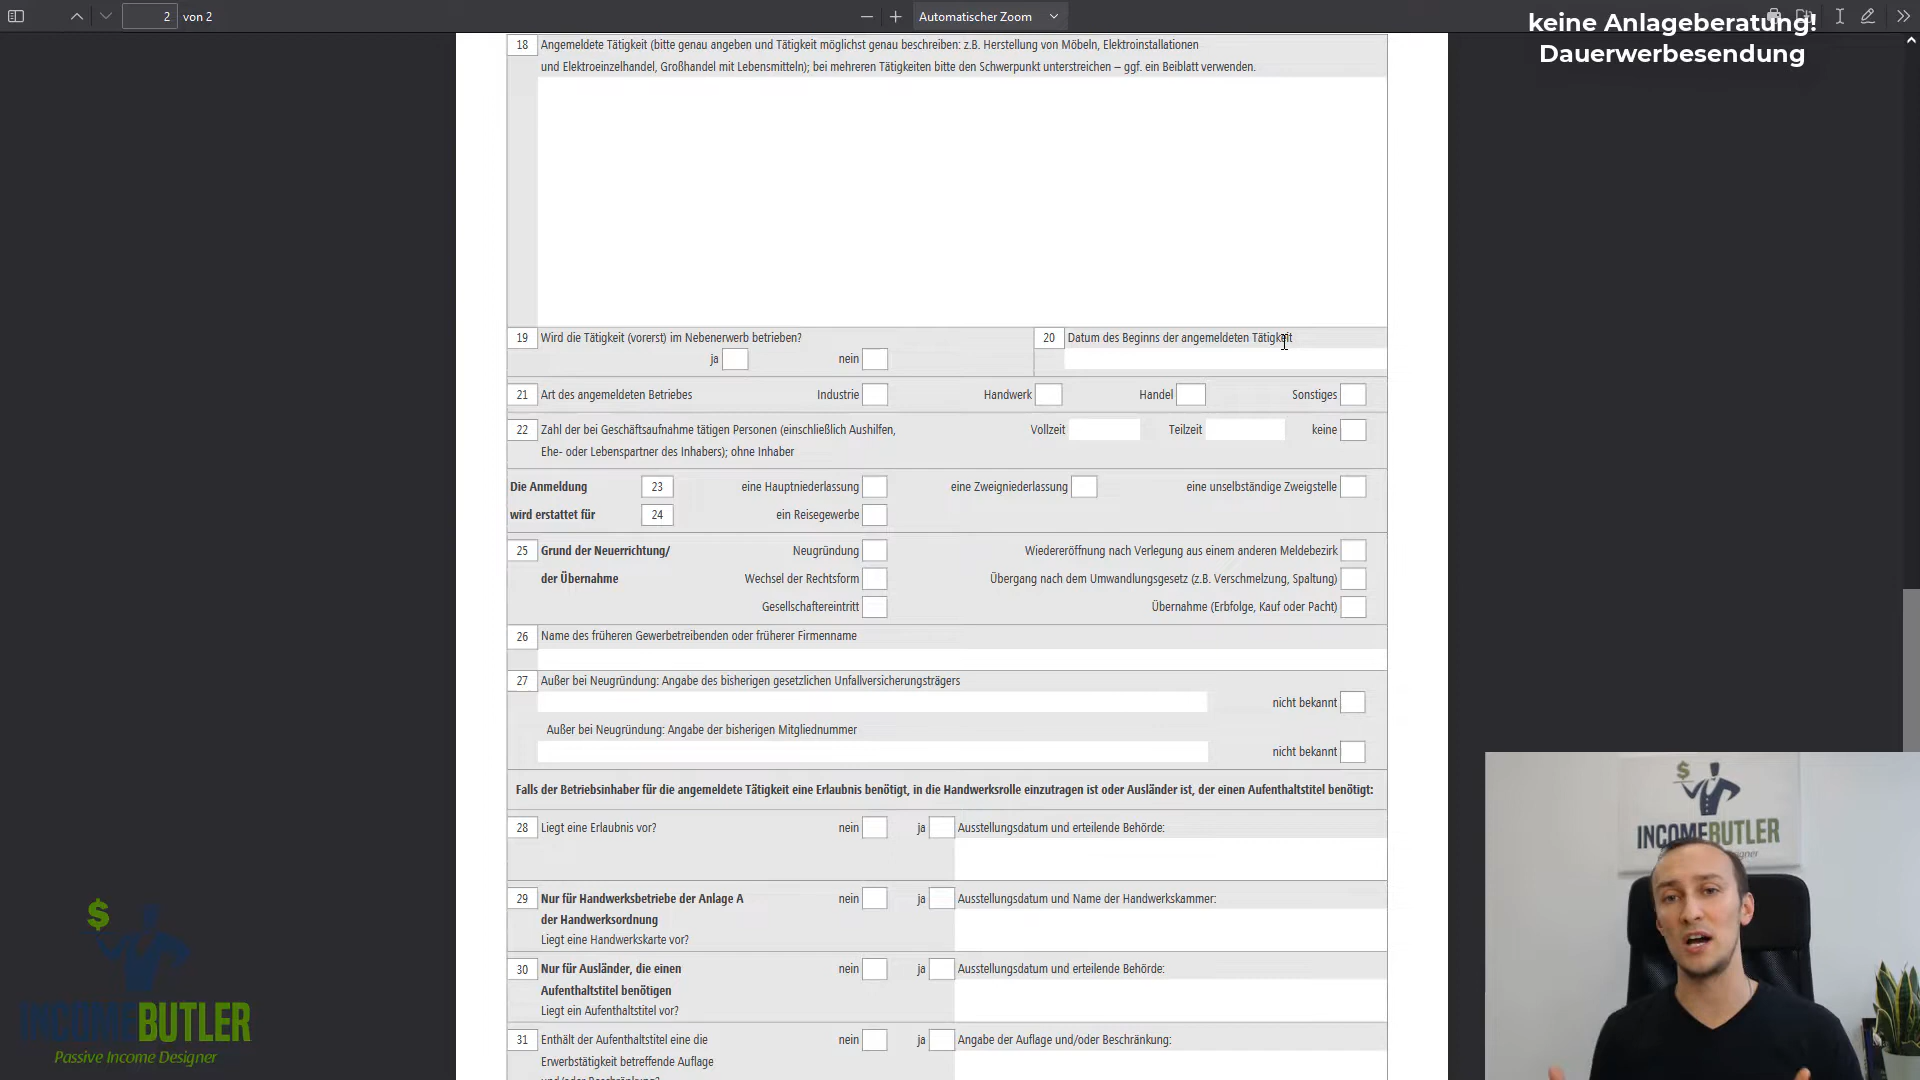 2
von 2
Automatischer Zoom
keine Anlageberatung!
Dauerwerbesendung
18 Angemeldete Tätigkeit (bitte genau angeben und Tätigkeit möglichst genau beschreiben: z.B. Herstellung von Möbeln, Elektroinstallationen
und Elektroeinzelhandel, Großhandel mit Lebensmitteln); bei mehreren Tätigkeiten bitte den Schwerpunkt unterstreichen – ggf. ein Beiblatt verwenden.
19 Wird die Tätigkeit (vorerst) im Nebenerwerb betrieben?
ja nein
20 Datum des Beginns der angemeldeten Tätigkeit
21 Art des angemeldeten Betriebes Industrie Handwerk Handel Sonstiges
22 Zahl der bei Geschäftsaufnahme tätigen Personen (einschließlich Aushilfen, Vollzeit Teilzeit keine
Ehe- oder Lebenspartner des Inhabers); ohne Inhaber
Die Anmeldung 23 eine Hauptniederlassung eine Zweigniederlassung eine unselbständige Zweigstelle
wird erstattet für 24 ein Reisegewerbe
25 Grund der Neuerrichtung/ Neugründung Wiedereröffnung nach Verlegung aus einem anderen Meldebezirk
der Übernahme Wechsel der Rechtsform Übergang nach dem Umwandlungsgesetz (z.B. Verschmelzung, Spaltung)
Gesellschaftereintritt Übernahme (Erbfolge, Kauf oder Pacht)
26 Name des früheren Gewerbetreibenden oder früherer Firmenname
27 Außer bei Neugründung: Angabe des bisherigen gesetzlichen Unfallversicherungsträgers
nicht bekannt
Außer bei Neugründung: Angabe der bisherigen Mitgliednummer
nicht bekannt
Falls der Betriebsinhaber für die angemeldete Tätigkeit eine Erlaubnis benötigt, in die Handwerksrolle einzutragen ist oder Ausländer ist, der einen Aufenthaltstitel benötigt:
28 Liegt eine Erlaubnis vor? nein ja Ausstellungsdatum und erteilende Behörde:
29 Nur für Handwerksbetriebe der Anlage A nein ja Ausstellungsdatum und Name der Handwerkskammer:
der Handwerksordnung
Liegt eine Handwerkskarte vor?
30 Nur für Ausländer, die einen nein ja Ausstellungsdatum und erteilende Behörde:
Aufenthaltstitel benötigen
Liegt ein Aufenthaltstitel vor?
31 Enthält der Aufenthaltstitel eine die nein ja Angabe der Auflage und/oder Beschränkung:
Erwerbstätigkeit betreffende Auflage
und/oder Beschränkung?
$
INCOMEBUTLER
Passive Income Designer
$
INCOMEBUTLER
Designer